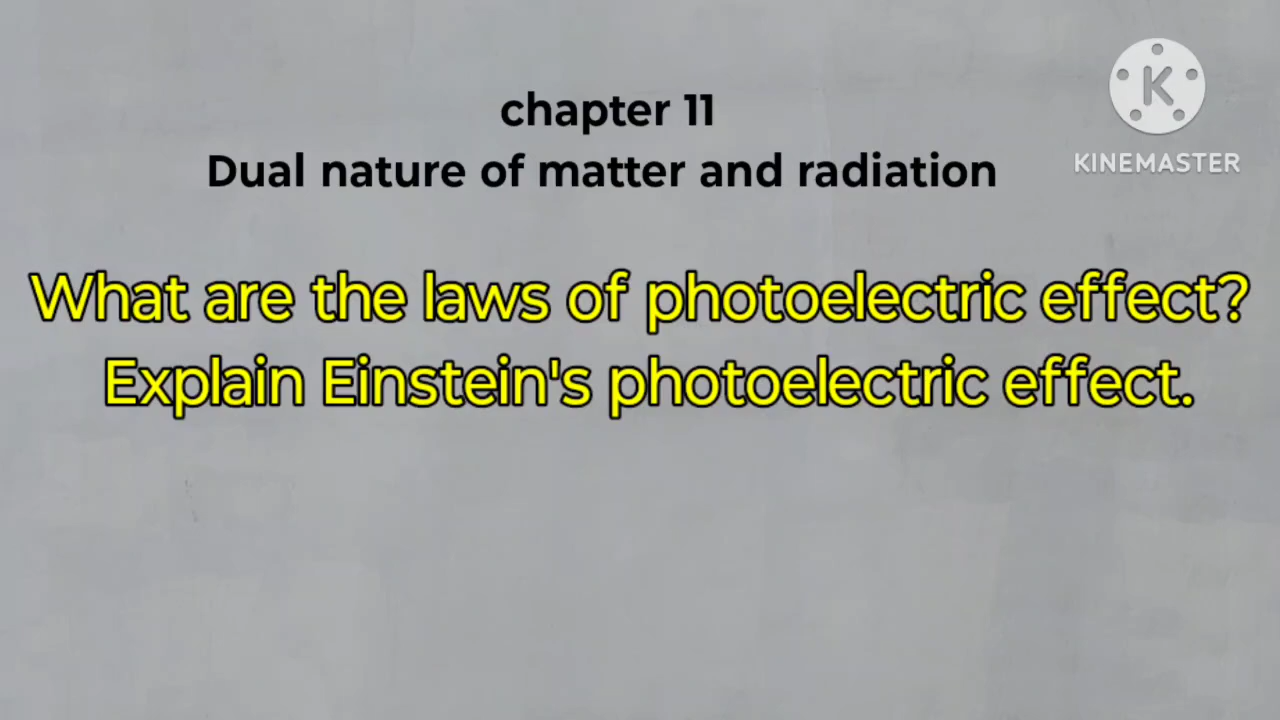 chapter 11
Dual nature of matter and radiation
KINEMASTER
What are the laws of photoelectric effect?
Explain Einstein's photoelectric effect.